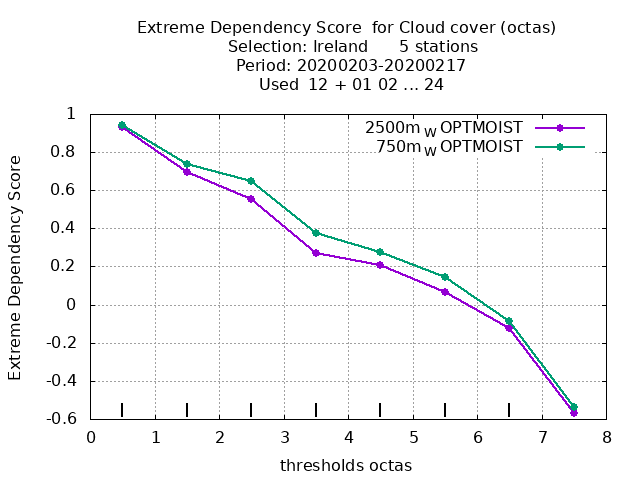 Extreme Dependency Score for Cloud cover (octas)
Selection: Ireland 5 stations
Period: 20200203-20200217
Used 12 + 01 02 ... 24
2500m W OPTMOIST
750m W OPTMOIST
Extreme Dependency Score
1
0.8
0.6
0.4
0.2
0
-0.2
-0.4
-0.6
0 1 2 3 4 5 6 7 8
thresholds octas